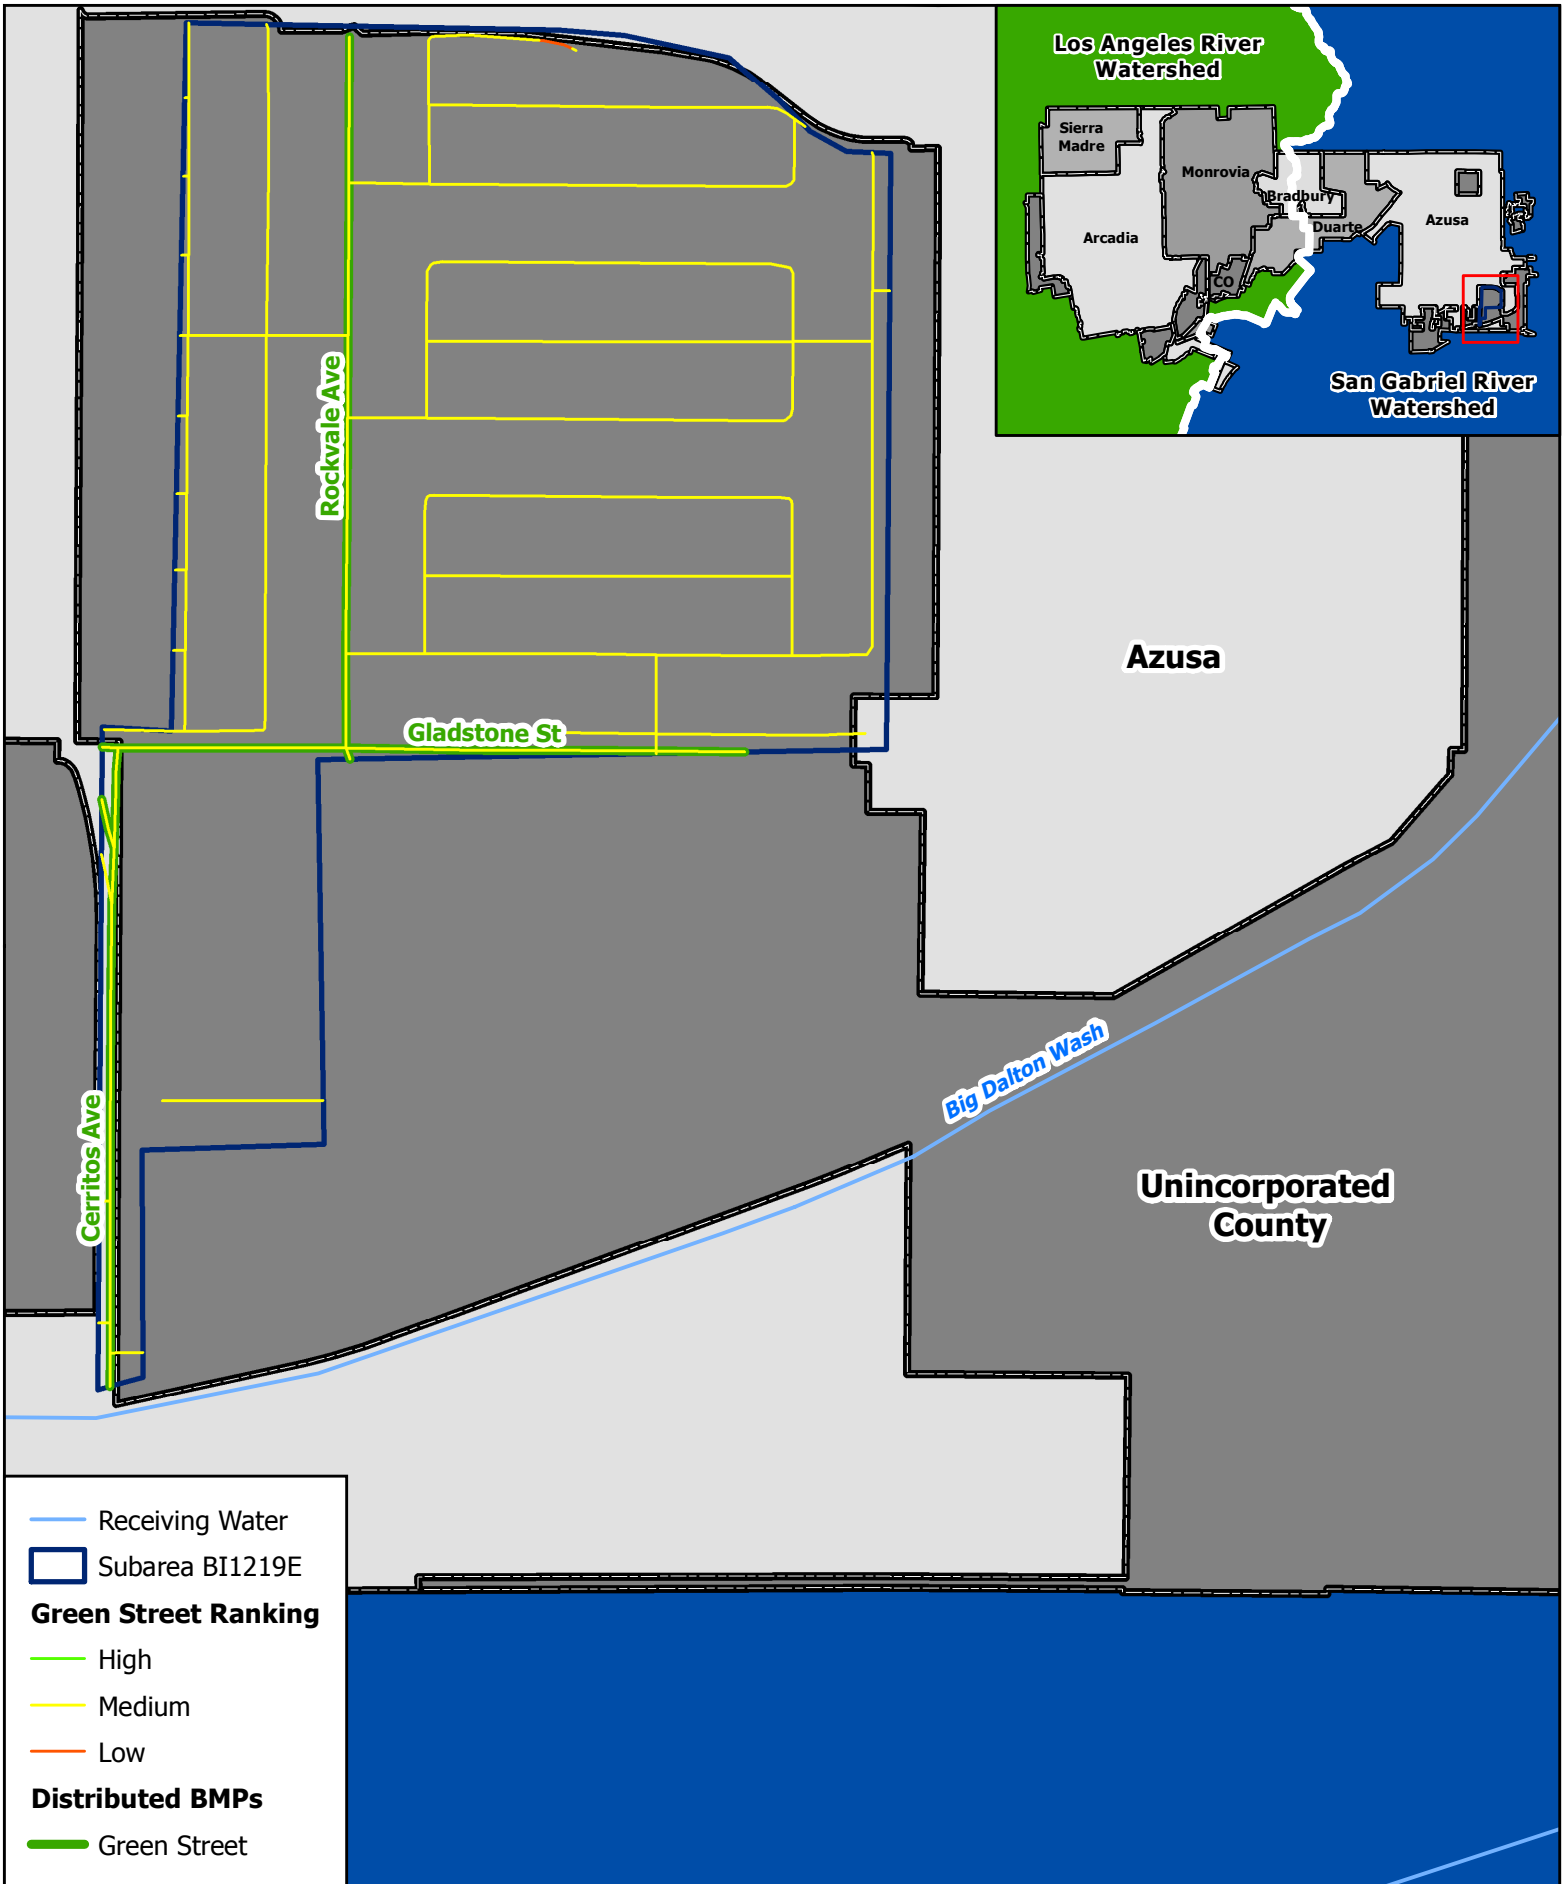 Los Angeles River
Watershed
Sierra
Madre
Monrovia
Bradbury
Duarte
Azusa
Arcadia
CO
San Gabriel River
Watershed
Rockvale Ave
Gladstone St
Azusa
Big Dalton Wash
Cerritos Ave
Unincorporated
County
Receiving Water
Subarea BI1219E
Green Street Ranking
High
Medium
Low
Distributed BMPs
Green Street